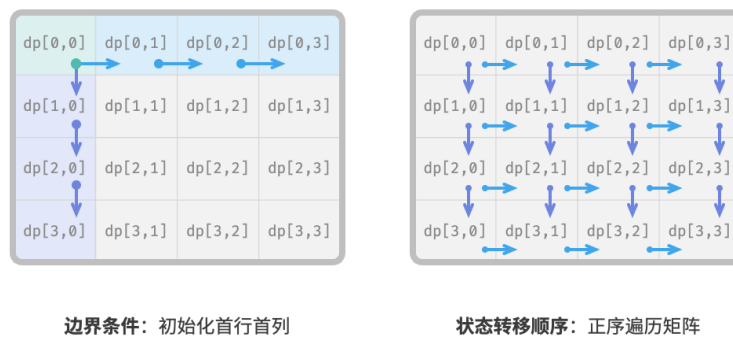 dp[0,0] dp[0,1] dp[0,2] dp[0,3]
dp[1,0] dp[1,1] dp[1,2] dp[1,3]
dp[2,0] dp[2,1] dp[2,2] dp[2,3]
dp[3,0] dp[3,1] dp[3,2] dp[3,3]
边界条件：初始化首行首列
dp[0,0] dp[0,1] dp[0,2] dp[0,3]
dp[1,0] dp[1,1] dp[1,2] dp[1,3]
dp[2,0] dp[2,1] dp[2,2] dp[2,3]
dp[3,0] dp[3,1] dp[3,2] dp[3,3]
状态转移顺序：正序遍历矩阵